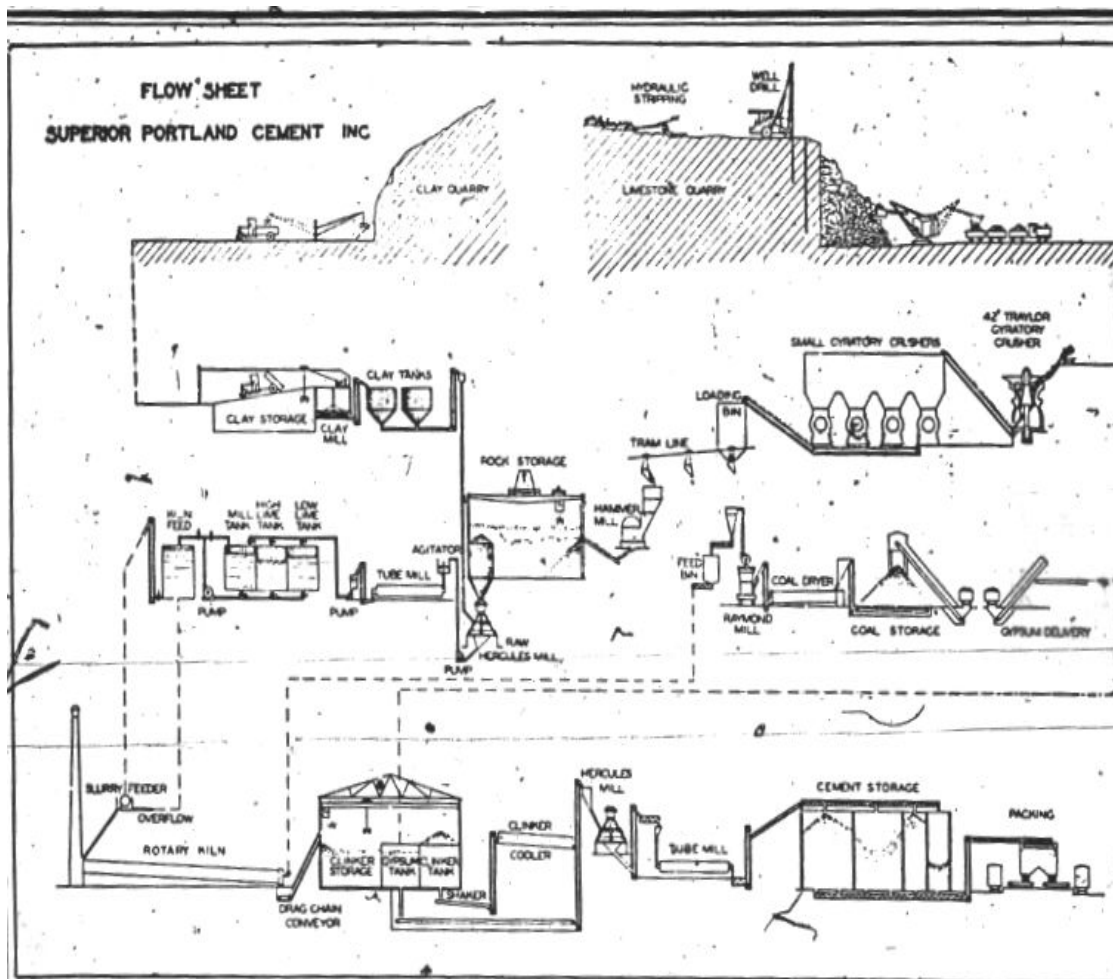 FLOW SHEET
SUPERIOR PORTLAND CEMENT INC
HYDRAULIC
STRIPPING
WELL
DRILL
CLAY QUARRY
LIMESTONE QUARRY
42" TRAYLOR
GYRATORY
CRUSHER
SMALL GYRATORY CRUSHERS
CLAY TANKS
LOADING
BIN
CLAY STORAGE
CLAY
MILL
TRAM LINE
ROCK STORAGE
HAMMER
MILL
FEED
MILL
TANK
HIGH
LIME
TANK
LOW
LIME
TANK
AGITATOR
TUBE MILL
FEED
BIN
COAL DRYER
PUMP
PUMP
RAYMOND
MILL
COAL STORAGE
GYPSUM DELIVERY
RAW
HERCULES MILL
PUMP
SLURRY FEEDER
OVERFLOW
ROTARY KILN
CLINKER
STORAGE
GYPSUM
TANK
CLINKER
TANK
SHAKER
DRAG CHAIN
CONVEYOR
CLINKER
COOLER
HERCULES
MILL
TUBE MILL
CEMENT STORAGE
PACKING